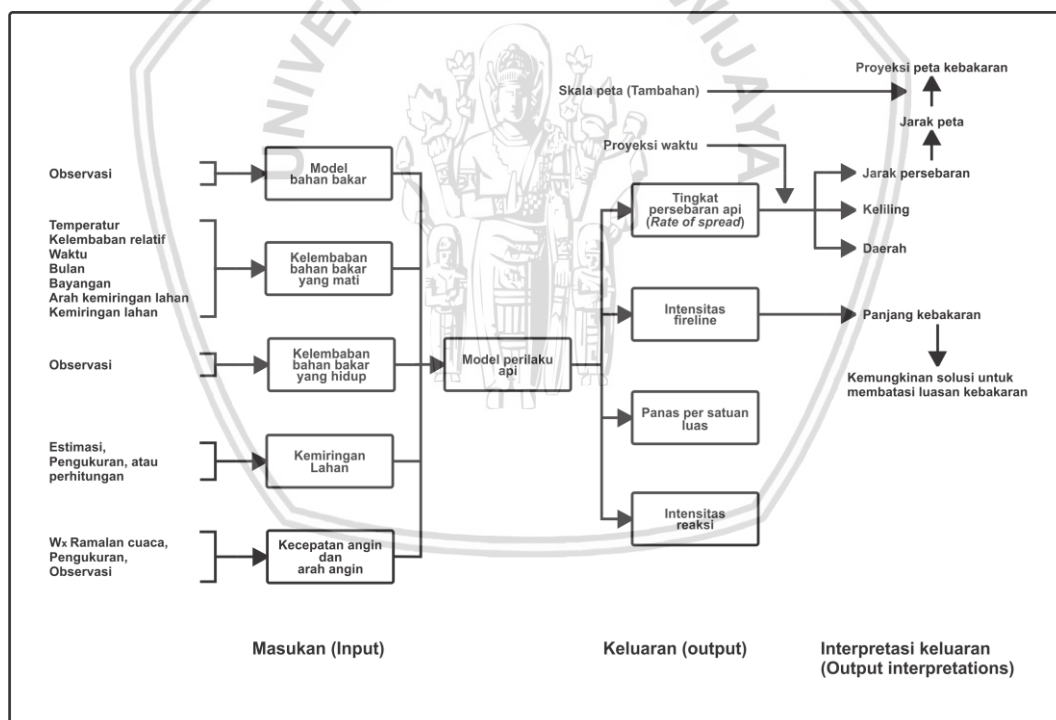 UNIVER
WIJAYA
Proyeksi peta kebakaran
Skala peta (Tambahan)
Jarak peta
Proyeksi waktu
Observasi
Model
bahan bakar
Tingkat
persebaran api
(Rate of spread)
Jarak persebaran
Keliling
Daerah
Temperatur
Kelembaban relatif
Waktu
Bulan
Bayangan
Arah kemiringan lahan
Kemiringan lahan
Kelembaban
bahan bakar
yang mati
Intensitas
fireline
Panjang kebakaran
Observasi
Kelembaban
bahan bakar
yang hidup
Model perilaku
api
Kemungkinan solusi untuk
membatasi luasan kebakaran
Panas per satuan
luas
Estimasi,
Pengukuran, atau
perhitungan
Kemiringan
Lahan
Intensitas
reaksi
Wx Ramalan cuaca,
Pengukuran,
Observasi
Kecepatan angin
dan
arah angin
Masukan (Input)
Keluaran (output)
Interpretasi keluaran
(Output interpretations)